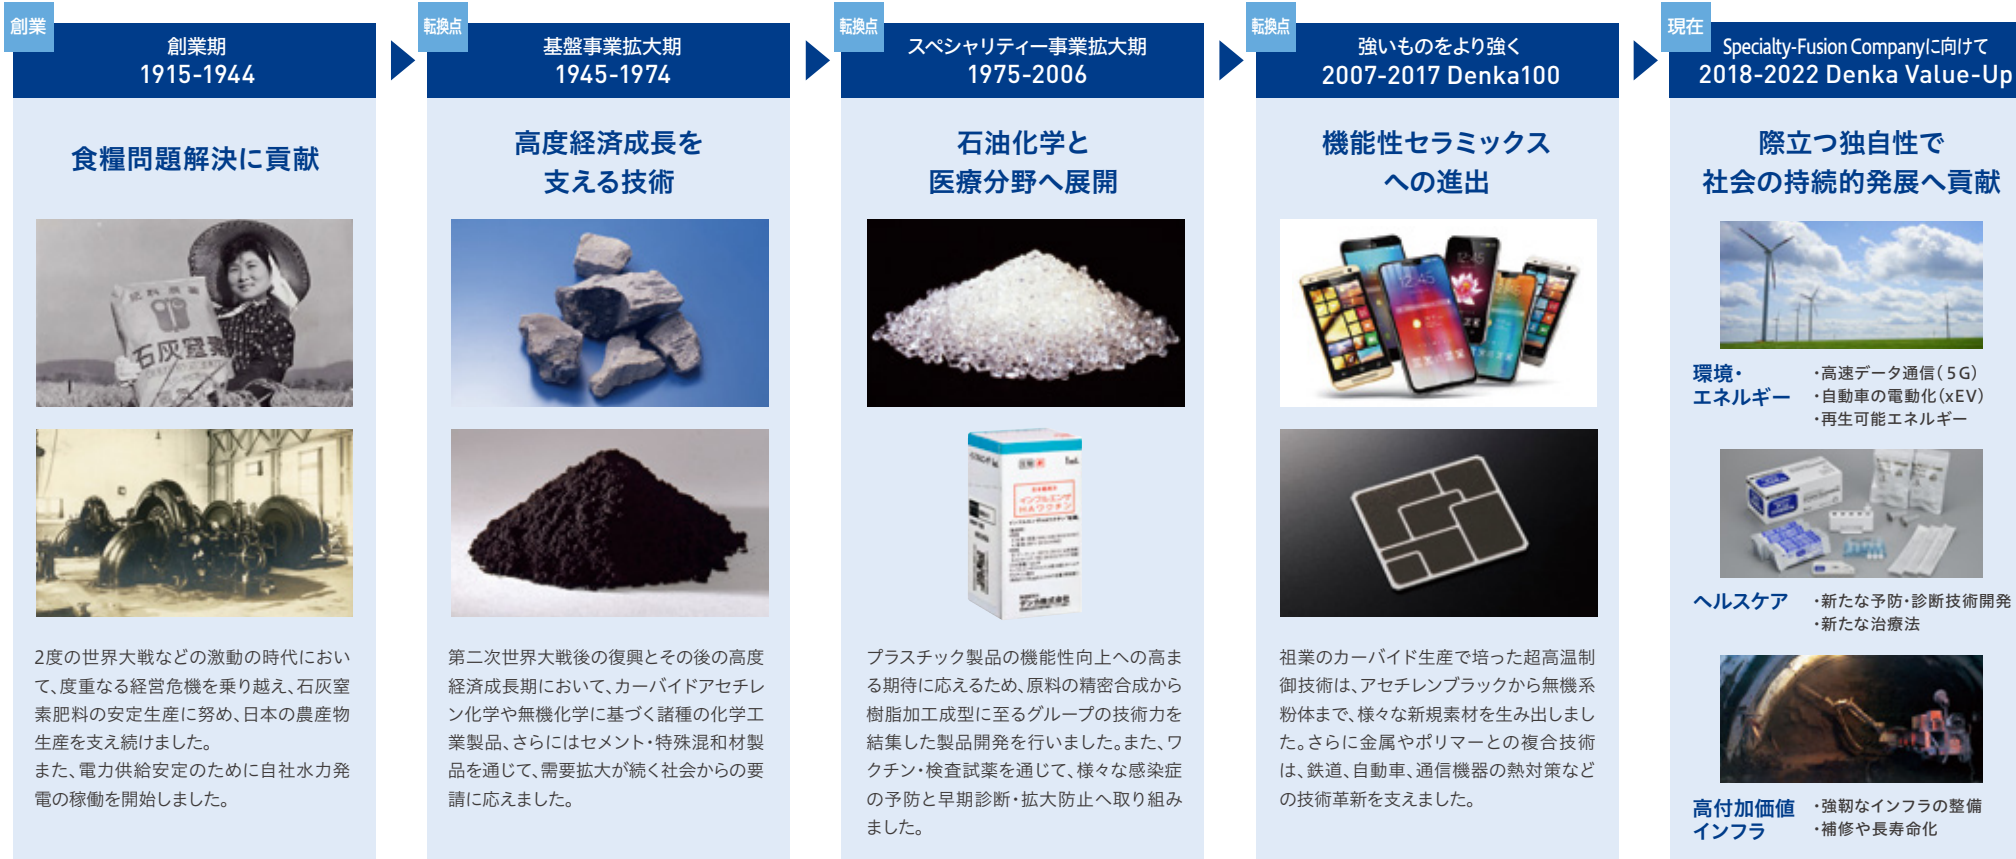 創業
創業期
1915-1944
食糧問題解決に貢献
石灰窒素
2度の世界大戦などの激動の時代におい
て、度重なる経営危機を乗り越え、石灰窒
素肥料の安定生産に努め、日本の農産物
生産を支え続けました。
また、電力供給安定のために自社水力発
電の稼働を開始しました。
転換点
基盤事業拡大期
1945-1974
高度経済成長を
支える技術
第二次世界大戦後の復興とその後の高度
経済成長期において、カーバイドアセチレ
ン化学や無機化学に基づく諸種の化学工
業製品、さらにはセメント・特殊混和材製
品を通じて、需要拡大が続く社会からの要
請に応えました。
転換点
スペシャリティー事業拡大期
1975-2006
石油化学と
医療分野へ展開
インフルエンザ
HAワクチン
デンカ株式会社
プラスチック製品の機能性向上への高ま
る期待に応えるため、原料の精密合成から
樹脂加工成型に至るグループの技術力を
結集した製品開発を行いました。また、ワ
クチン・検査試薬を通じて、様々な感染症
の予防と早期診断・拡大防止へ取り組み
ました。
転換点
強いものをより強く
2007-2017 Denka100
機能性セラミックス
への進出
12:45
祖業のカーバイド生産で培った超高温制
御技術は、アセチレンブラックから無機系
粉体まで、様々な新規素材を生み出しまし
た。さらに金属やポリマーとの複合技術
は、鉄道、自動車、通信機器の熱対策など
の技術革新を支えました。
現在
Specialty-Fusion Companyに向けて
2018-2022 Denka Value-Up
際立つ独自性で
社会の持続的発展へ貢献
環境・
エネルギー
・高速データ通信(5G)
・自動車の電動化(xEV)
・再生可能エネルギー
ヘルスケア
・新たな予防・診断技術開発
・新たな治療法
高付加価値
インフラ
・強靭なインフラの整備
・補修や長寿命化